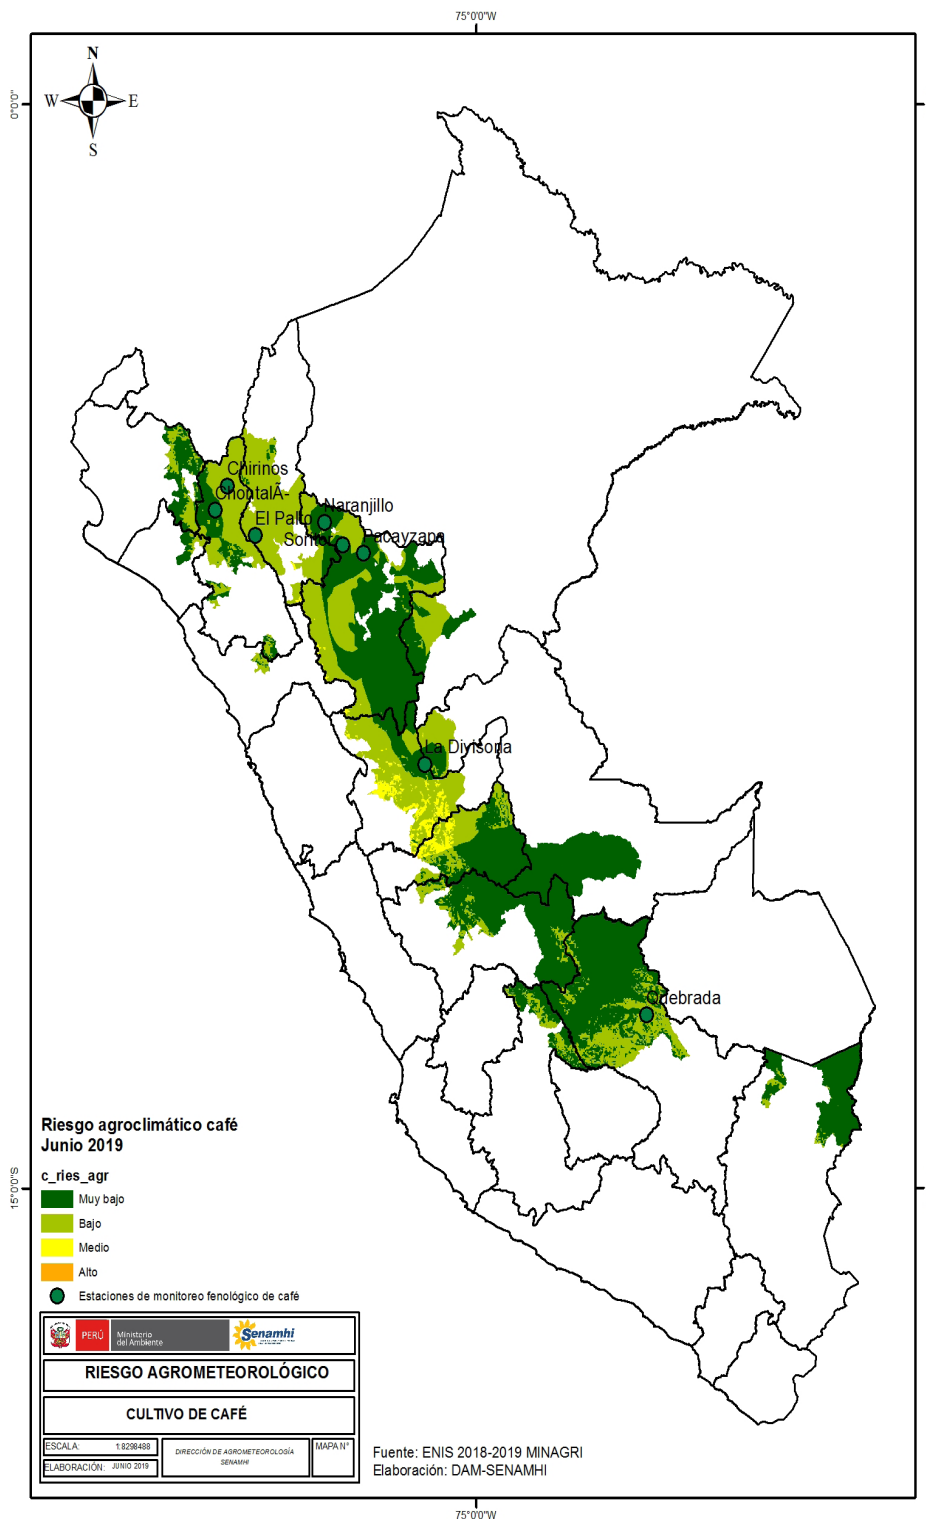 75°0'0"W
N
W E
S
0°0'0"
Chirinos
ChontalÃ-
El Palto
Naranjillo
Pacayzapa
La Divisoria
Quebrada
15°0'0"S
Riesgo agroclimático café
Junio 2019
c_ries_agr
Muy bajo
Bajo
Medio
Alto
Estaciones de monitoreo fenológico de café
PERÚ
Ministerio
del Ambiente
Senamhi
RIESGO AGROMETEOROLÓGICO
CULTIVO DE CAFÉ
ESCALA: 1:8298488
ELABORACIÓN: JUNIO 2019
DIRECCIÓN DE AGROMETEOROLOGÍA
SENAMHI
MAPA N°
Fuente: ENIS 2018-2019 MINAGRI
Elaboración: DAM-SENAMHI
75°0'0"W